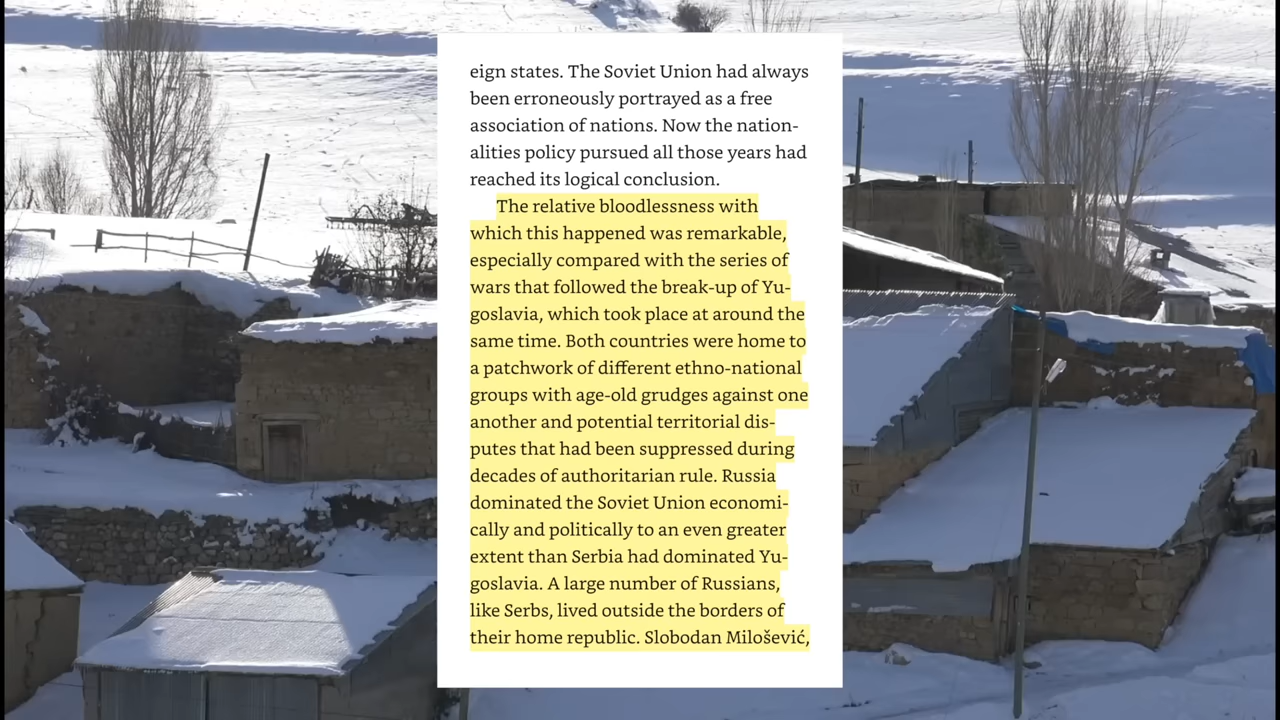 eign states. The Soviet Union had always
been erroneously portrayed as a free
association of nations. Now the nation-
alities policy pursued all those years had
reached its logical conclusion.
The relative bloodlessness with
which this happened was remarkable,
especially compared with the series of
wars that followed the break-up of Yu-
goslavia, which took place at around the
same time. Both countries were home to
a patchwork of different ethno-national
groups with age-old grudges against one
another and potential territorial dis-
putes that had been suppressed during
decades of authoritarian rule. Russia
dominated the Soviet Union economi-
cally and politically to an even greater
extent than Serbia had dominated Yu-
goslavia. A large number of Russians,
like Serbs, lived outside the borders of
their home republic. Slobodan Milošević,